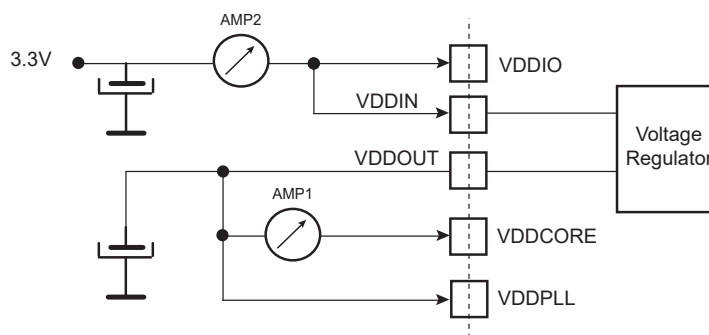 AMP2
3.3V
VDDIO
VDDIN
Voltage
Regulator
VDDOUT
AMP1
VDDCORE
VDDPLL